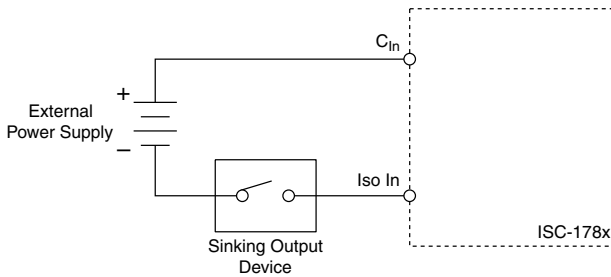 C_In
+
External
Power Supply
–
Iso In
ISC-178x
Sinking Output
Device